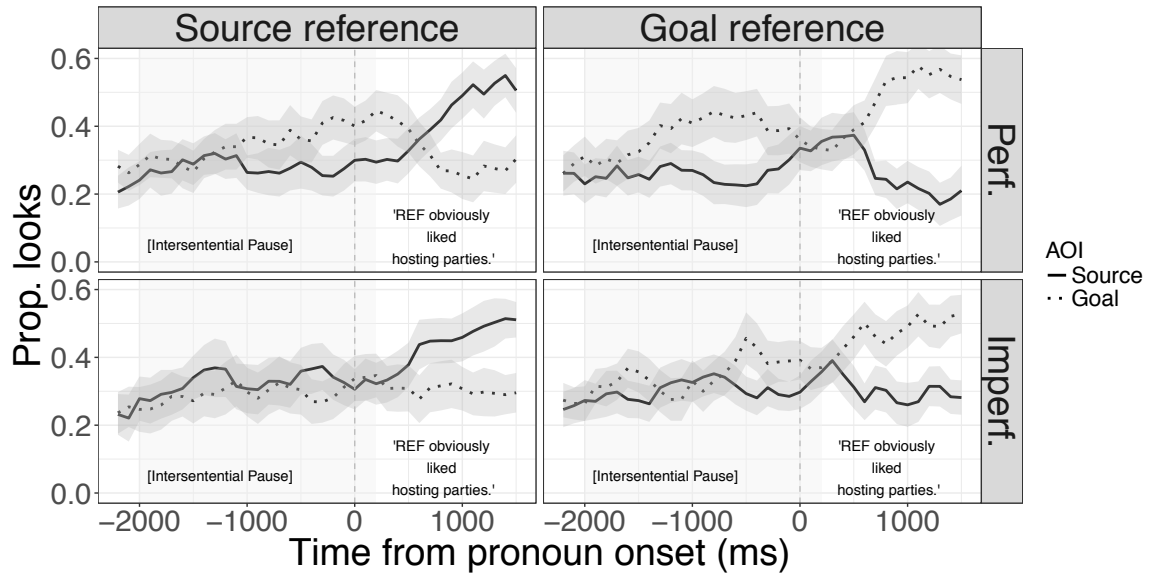 Source reference
Goal reference
Prop. looks
0.6
0.4
0.2
0.0
[Intersentential Pause]
'REF obviously
liked
hosting parties.'
[Intersentential Pause]
'REF obviously
liked
hosting parties.'
Perf.
0.6
0.4
0.2
0.0
[Intersentential Pause]
'REF obviously
liked
hosting parties.'
[Intersentential Pause]
'REF obviously
liked
hosting parties.'
Imperf.
−2000 −1000 0 1000
−2000 −1000 0 1000
Time from pronoun onset (ms)
AOI
Source
Goal